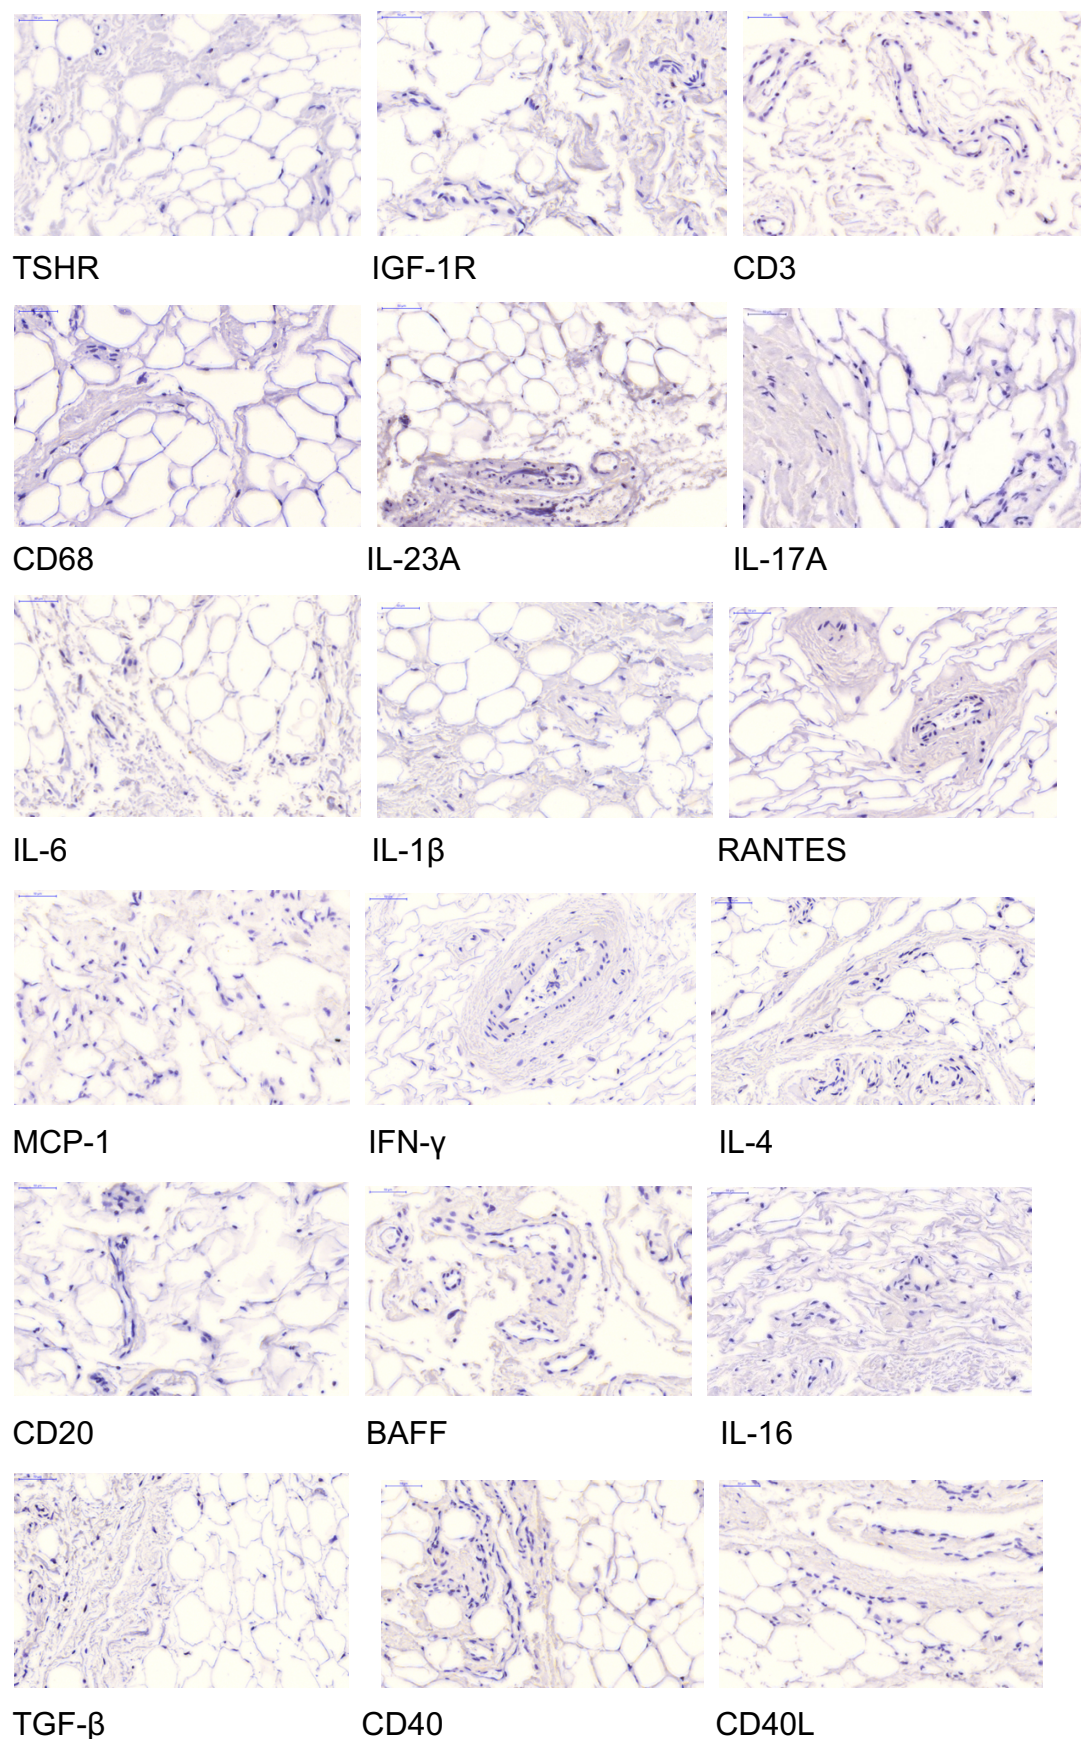 TSHR
IGF-1R
CD3
CD68
IL-23A
IL-17A
IL-6
IL-1β
RANTES
MCP-1
IFN-γ
IL-4
CD20
BAFF
IL-16
TGF-β
CD40
CD40L